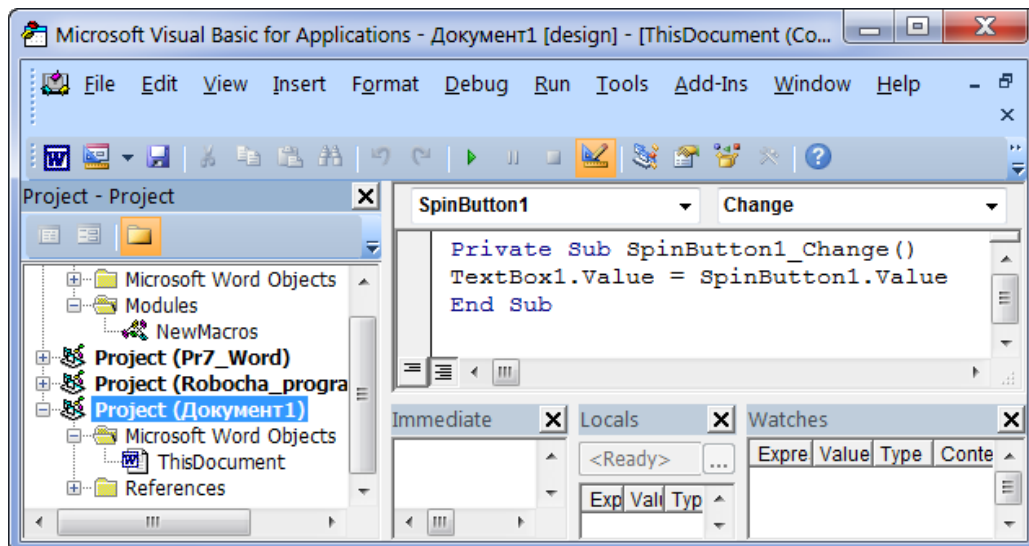 Microsoft Visual Basic for Applications - Документ1 [design] - [ThisDocument (Co...
File Edit View Insert Format Debug Run Tools Add-Ins Window Help
Project - Project
Microsoft Word Objects
Modules
NewMacros
Project (Pr7_Word)
Project (Robocha_progra
Project (Документ1)
Microsoft Word Objects
ThisDocument
References
SpinButton1 Change
Private Sub SpinButton1_Change()
TextBox1.Value = SpinButton1.Value
End Sub
Immediate
Locals
<Ready> ...
Exp Valu Typ
Watches
Expre Value Type Conte